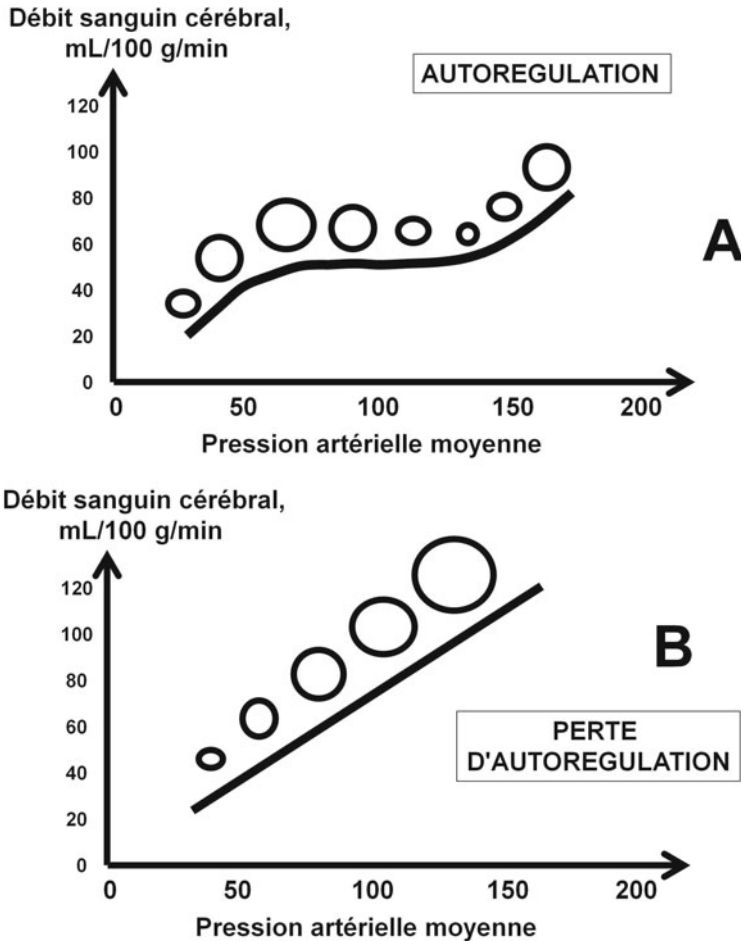 Débit sanguin cérébral,
mL/100 g/min
AUTOREGULATION
120
100
80
60
40
20
0
A
0 50 100 150 200
Pression artérielle moyenne
Débit sanguin cérébral,
mL/100 g/min
120
100
80
60
40
20
0
B
PERTE
D'AUTOREGULATION
0 50 100 150 200
Pression artérielle moyenne